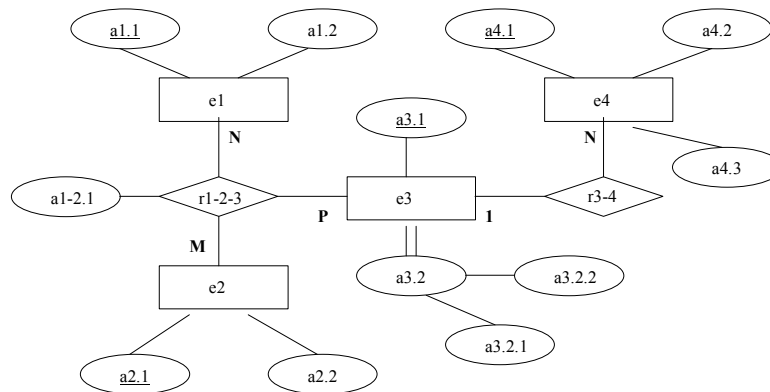 a1.1
a1.2
a4.1
a4.2
e1
e4
a3.1
N
N
a4.3
a1-2.1
r1-2-3
e3
r3-4
P
1
M
e2
a3.2
a3.2.2
a3.2.1
a2.1
a2.2